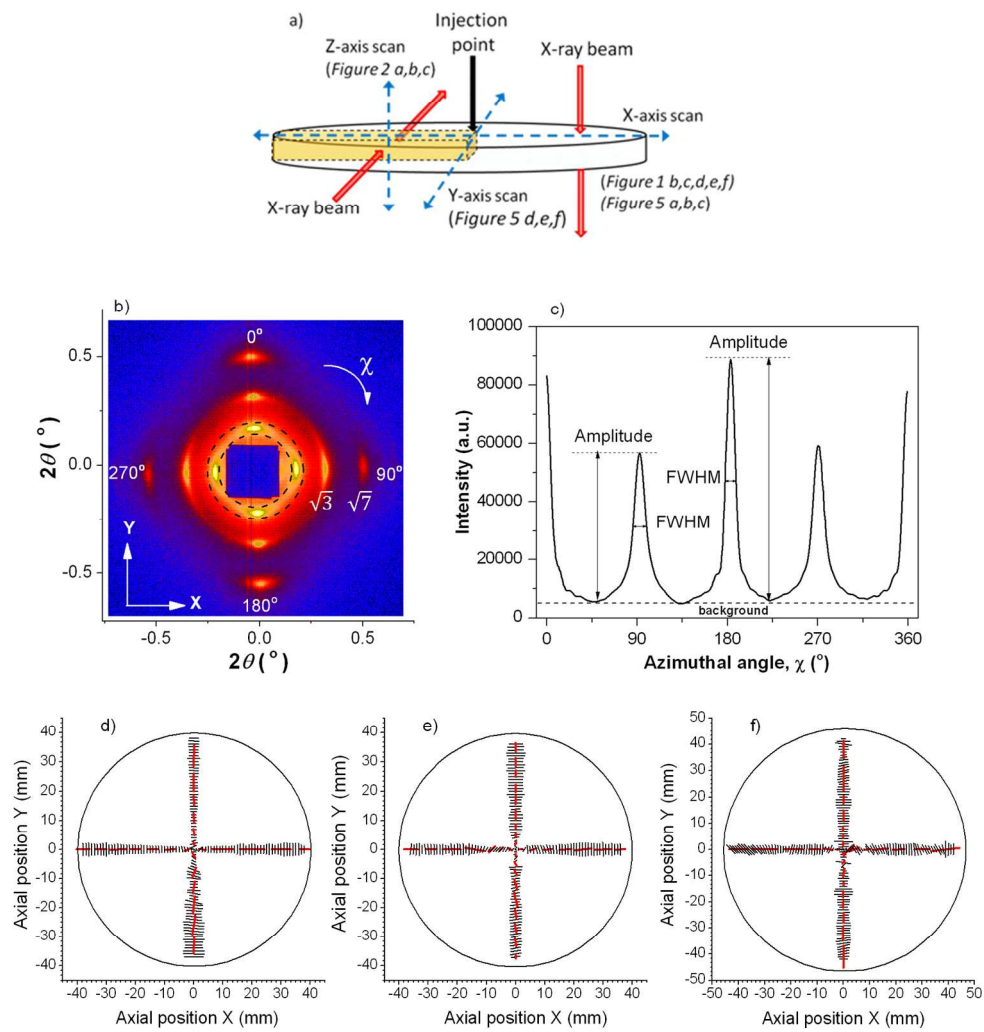 a)
Injection
point
Z-axis scan
(Figure 2 a,b,c)
X-ray beam
X-axis scan
X-ray beam
Y-axis scan
(Figure 5 d,e,f)
(Figure 1 b,c,d,e,f)
(Figure 5 a,b,c)
b)
0°
χ
270°
90°
√3
√7
Y
X
180°
0.5
0.0
-0.5
2θ (°)
-0.5
0.0
0.5
2θ (°)
c)
100000
80000
60000
40000
20000
0
Intensity (a.u.)
Amplitude
Amplitude
FWHM
FWHM
background
0
90
180
270
360
Azimuthal angle, χ (°)
d)
40
30
20
10
0
-10
-20
-30
-40
Axial position Y (mm)
-40 -30 -20 -10 0 10 20 30 40
Axial position X (mm)
e)
40
30
20
10
0
-10
-20
-30
-40
Axial position Y (mm)
-40 -30 -20 -10 0 10 20 30 40
Axial position X (mm)
f)
50
40
30
20
10
0
-10
-20
-30
-40
-50
Axial position Y (mm)
-50 -40 -30 -20 -10 0 10 20 30 40 50
Axial position X (mm)